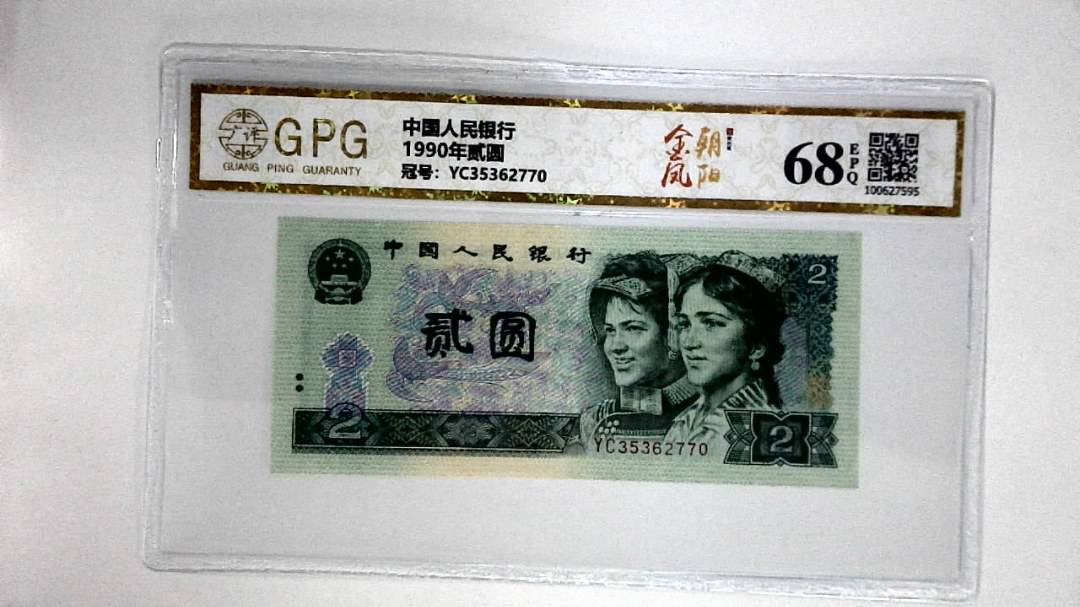 广评
GPG
GUANG PING GUARANTY
中国人民银行
1990年贰圆
冠号：YC35362770
金凤
朝阳
68
EPQ
100627595
中国人民银行
2
贰圆
2
YC35362770
2